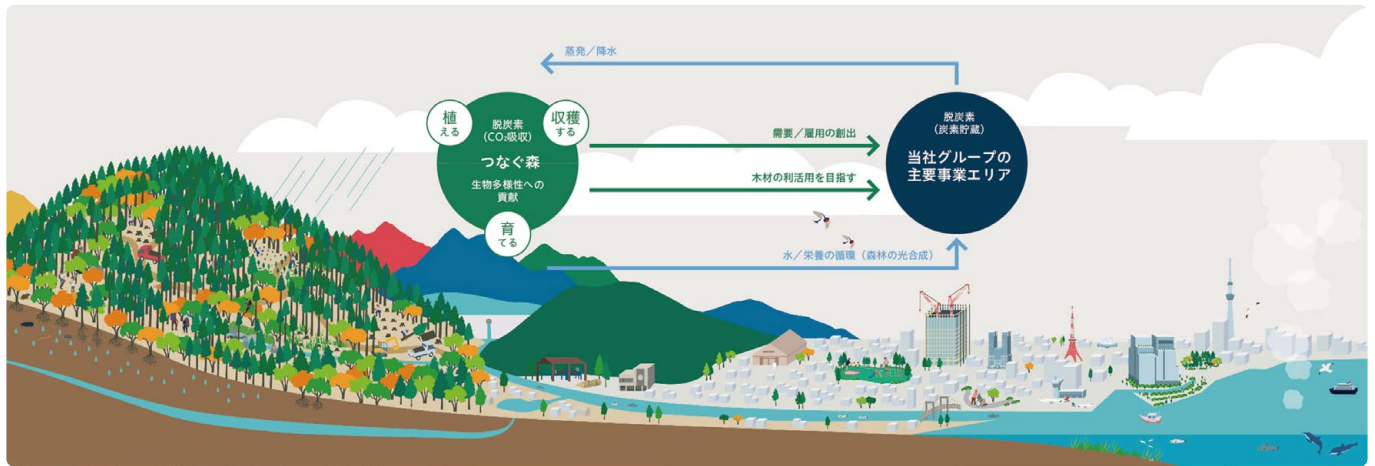 蒸発／降水
植
える
脱炭素
(CO₂吸収)
収穫
する
つなぐ森
生物多様性への
貢献
育
てる
需要／雇用の創出
木材の利活用を目指す
水／栄養の循環（森林の光合成）
脱炭素
（炭素貯蔵）
当社グループの
主要事業エリア